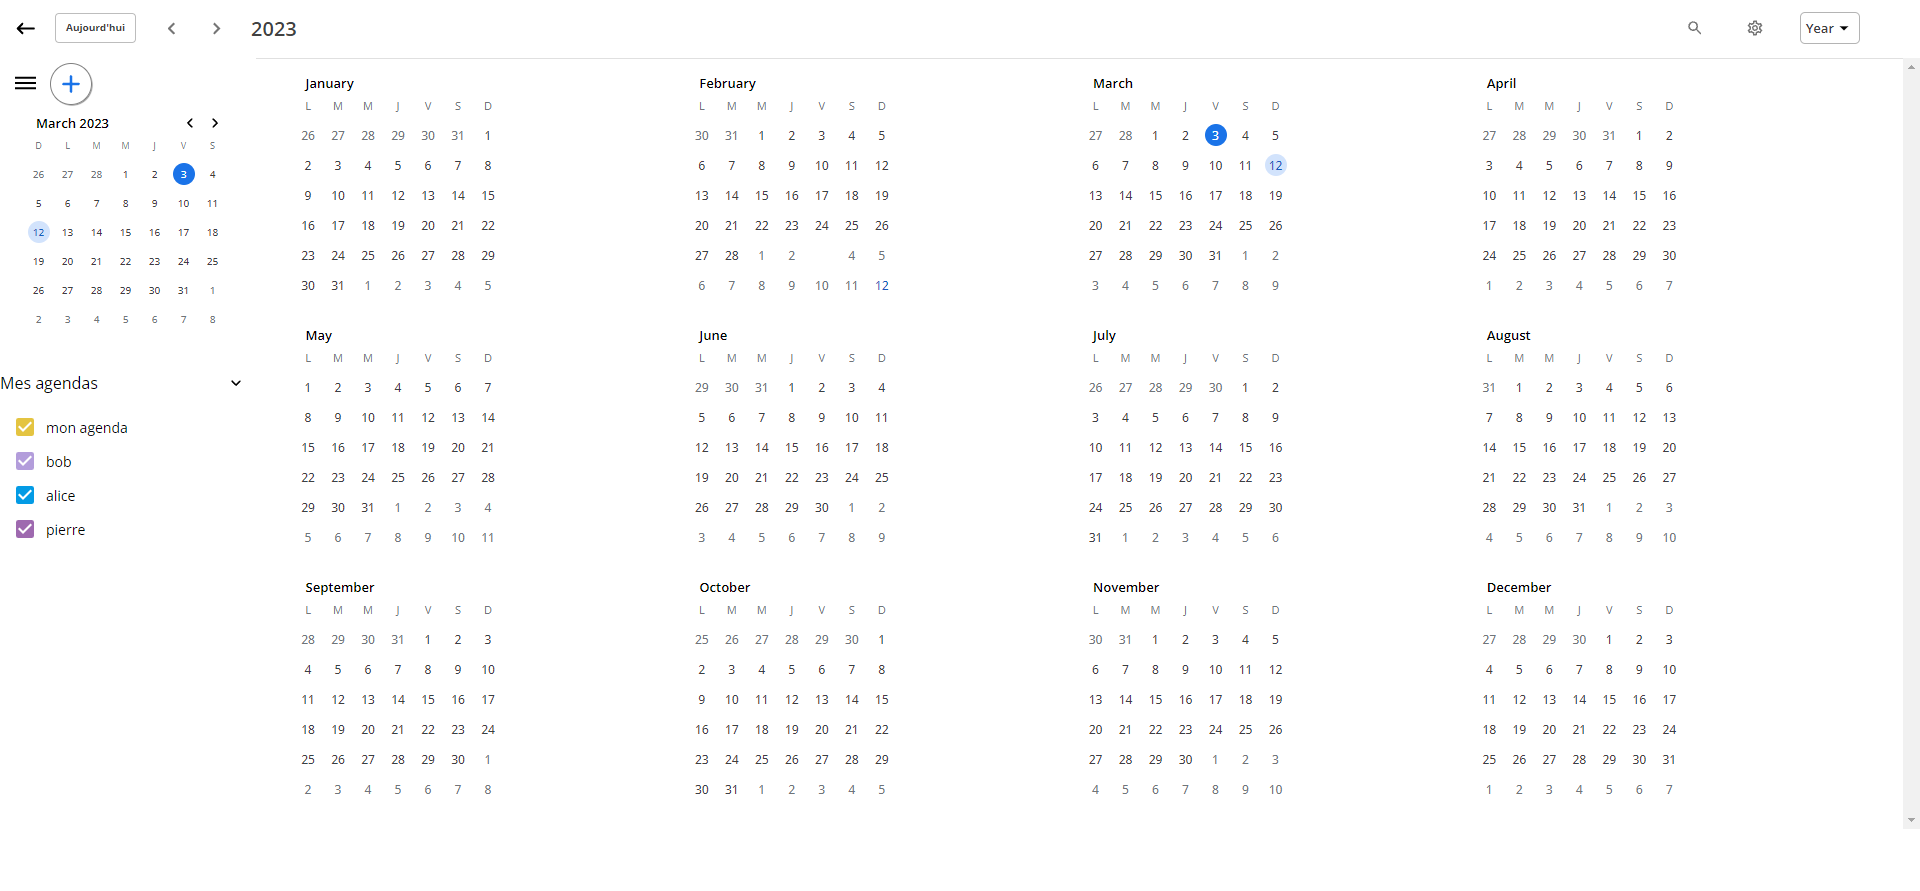 Aujourd'hui 2023 Year
March 2023
D L M M J V S
26 27 28 1 2 3 4
5 6 7 8 9 10 11
12 13 14 15 16 17 18
19 20 21 22 23 24 25
26 27 28 29 30 31 1
2 3 4 5 6 7 8
Mes agendas
mon agenda
bob
alice
pierre
January
L M M J V S D
26 27 28 29 30 31 1
2 3 4 5 6 7 8
9 10 11 12 13 14 15
16 17 18 19 20 21 22
23 24 25 26 27 28 29
30 31 1 2 3 4 5
February
L M M J V S D
30 31 1 2 3 4 5
6 7 8 9 10 11 12
13 14 15 16 17 18 19
20 21 22 23 24 25 26
27 28 1 2 4 5
6 7 8 9 10 11 12
March
L M M J V S D
27 28 1 2 3 4 5
6 7 8 9 10 11 12
13 14 15 16 17 18 19
20 21 22 23 24 25 26
27 28 29 30 31 1 2
3 4 5 6 7 8 9
April
L M M J V S D
27 28 29 30 31 1 2
3 4 5 6 7 8 9
10 11 12 13 14 15 16
17 18 19 20 21 22 23
24 25 26 27 28 29 30
1 2 3 4 5 6 7
May
L M M J V S D
1 2 3 4 5 6 7
8 9 10 11 12 13 14
15 16 17 18 19 20 21
22 23 24 25 26 27 28
29 30 31 1 2 3 4
5 6 7 8 9 10 11
June
L M M J V S D
29 30 31 1 2 3 4
5 6 7 8 9 10 11
12 13 14 15 16 17 18
19 20 21 22 23 24 25
26 27 28 29 30 1 2
3 4 5 6 7 8 9
July
L M M J V S D
26 27 28 29 30 1 2
3 4 5 6 7 8 9
10 11 12 13 14 15 16
17 18 19 20 21 22 23
24 25 26 27 28 29 30
31 1 2 3 4 5 6
August
L M M J V S D
31 1 2 3 4 5 6
7 8 9 10 11 12 13
14 15 16 17 18 19 20
21 22 23 24 25 26 27
28 29 30 31 1 2 3
4 5 6 7 8 9 10
September
L M M J V S D
28 29 30 31 1 2 3
4 5 6 7 8 9 10
11 12 13 14 15 16 17
18 19 20 21 22 23 24
25 26 27 28 29 30 1
2 3 4 5 6 7 8
October
L M M J V S D
25 26 27 28 29 30 1
2 3 4 5 6 7 8
9 10 11 12 13 14 15
16 17 18 19 20 21 22
23 24 25 26 27 28 29
30 31 1 2 3 4 5
November
L M M J V S D
30 31 1 2 3 4 5
6 7 8 9 10 11 12
13 14 15 16 17 18 19
20 21 22 23 24 25 26
27 28 29 30 1 2 3
4 5 6 7 8 9 10
December
L M M J V S D
27 28 29 30 1 2 3
4 5 6 7 8 9 10
11 12 13 14 15 16 17
18 19 20 21 22 23 24
25 26 27 28 29 30 31
1 2 3 4 5 6 7